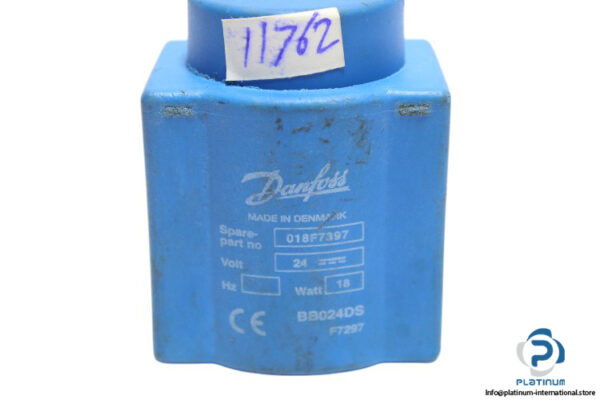 11762
Danfoss
MADE IN DENMARK
Spare-
part no 018F7397
Volt 24
Hz Watt 18
CE BB024DS
F7297
PLATINUM
Info@platinum-international.store